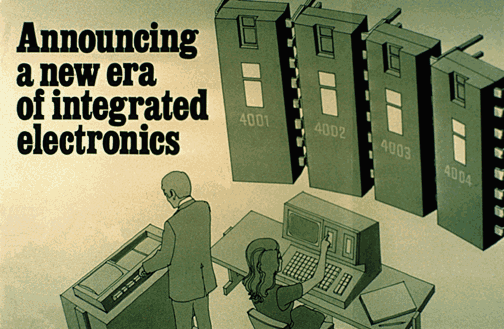 Announcing
a new era
of integrated
electronics
4001
4002
4003
4004